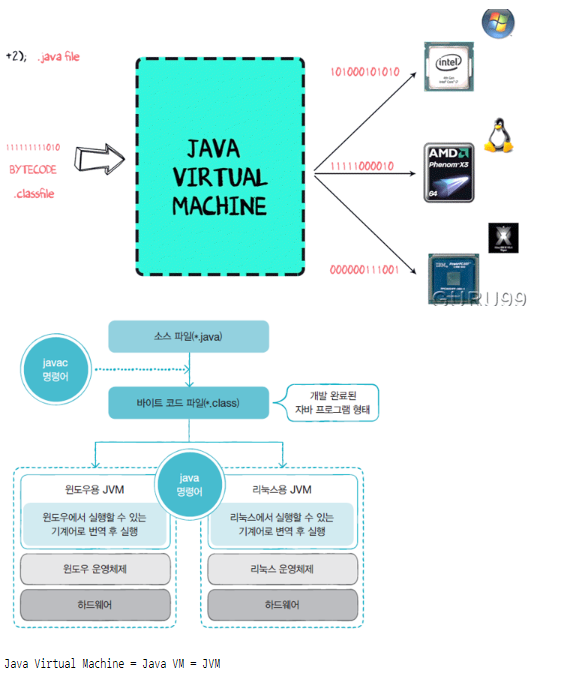 +2); .java file
111111111010
BYTECODE
.classfile
JAVA
VIRTUAL
MACHINE
101000101010
intel
11111000010
AMD
Phenom X3
64
000000111001
GURU99
소스 파일(*.java)
javac
명령어
바이트 코드 파일(*.class)
개발 완료된
자바 프로그램 형태
java
명령어
윈도우용 JVM
윈도우에서 실행할 수 있는
기계어로 번역 후 실행
윈도우 운영체제
하드웨어
리눅스용 JVM
리눅스에서 실행할 수 있는
기계어로 번역 후 실행
리눅스 운영체제
하드웨어
Java Virtual Machine = Java VM = JVM